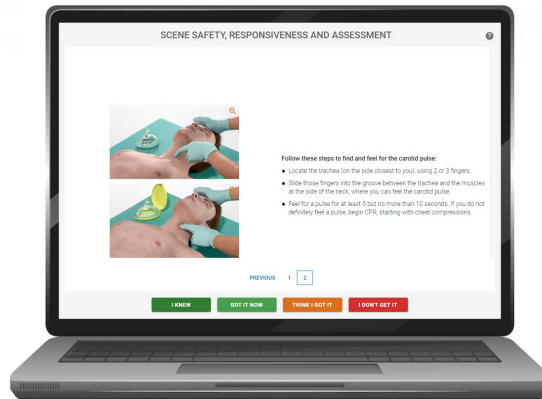 SCENE SAFETY, RESPONSIVENESS AND ASSESSMENT
?
Follow these steps to find and feel for the carotid pulse:
● Locate the trachea (on the side closest to you), using 2 or 3 fingers.
● Slide those fingers into the groove between the trachea and the muscles
at the side of the neck, where you can feel the carotid pulse.
● Feel for a pulse for at least 5 but no more than 10 seconds. If you do not
definitely feel a pulse, begin CPR, starting with chest compressions.
PREVIOUS 1 2
I KNEW GOT IT NOW THINK I GOT IT I DON'T GET IT